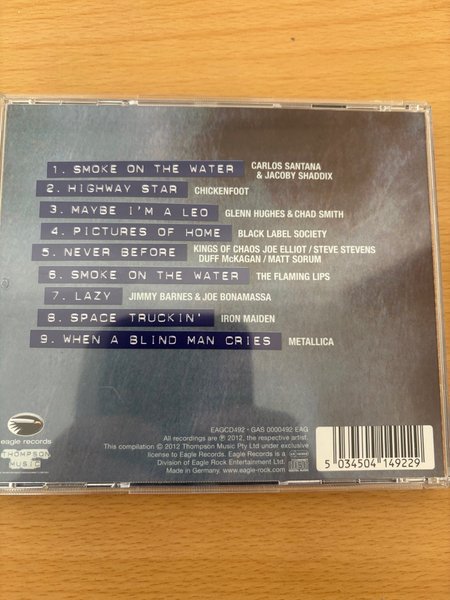 1. SMOKE ON THE WATER CARLOS SANTANA
& JACOBY SHADDIX
2. HIGHWAY STAR CHICKENFOOT
3. MAYBE I'M A LEO GLENN HUGHES & CHAD SMITH
4. PICTURES OF HOME BLACK LABEL SOCIETY
5. NEVER BEFORE KINGS OF CHAOS JOE ELLIOT / STEVE STEVENS
DUFF McKAGAN / MATT SORUM
6. SMOKE ON THE WATER THE FLAMING LIPS
7. LAZY JIMMY BARNES & JOE BONAMASSA
8. SPACE TRUCKIN' IRON MAIDEN
9. WHEN A BLIND MAN CRIES METALLICA
eagle records
THOMPSON
MUSIC
EAGCD492 • GAS 0000492 EAG
All recordings are ℗ 2012, the respective artist.
This compilation © 2012 Thompson Music Pty Ltd under exclusive
license to Eagle Records. Eagle Records is a
Division of Eagle Rock Entertainment Ltd.
Made in Germany. www.eagle-rock.com
5 034504 149229